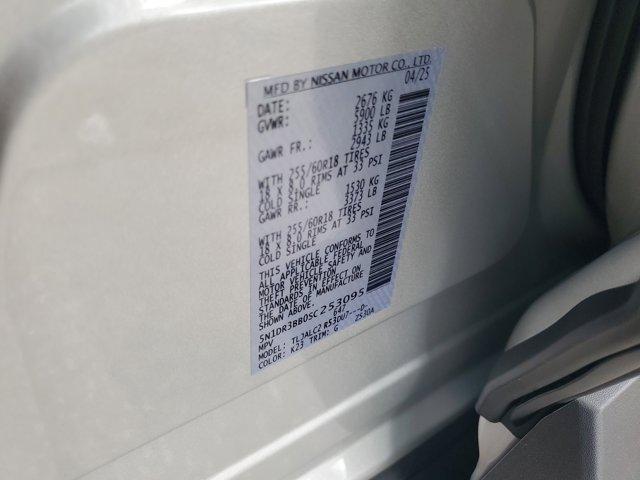 MFD BY NISSAN MOTOR CO., LTD.
DATE: 04/25
GVWR: 2676 KG
5900 LB
GAWR FR.: 1335 KG
2943 LB
WITH 255/60R18 TIRES
18 X 8.0 RIMS AT 33 PSI
COLD SINGLE
GAWR RR.: 1530 KG
3373 LB
WITH 255/60R18 TIRES
18 X 8.0 RIMS AT 33 PSI
COLD SINGLE
THIS VEHICLE CONFORMS TO
ALL APPLICABLE FEDERAL
MOTOR VEHICLE SAFETY AND
THEFT PREVENTION
STANDARDS IN EFFECT ON
THE DATE OF MANUFACTURE
5N1DR3BB0SC253095
MPV 647
MODEL: TLJALC2 R53DU7---D-
COLOR: K23 TRIM: G 2530A